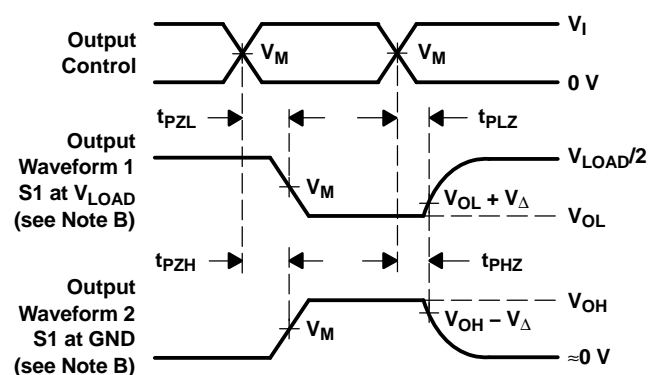 Output
Control
V_M
V_M
V_I
0 V
t_PZL
t_PLZ
Output
Waveform 1
S1 at V_LOAD
(see Note B)
V_M
V_LOAD/2
V_OL + V_Δ
V_OL
t_PZH
t_PHZ
Output
Waveform 2
S1 at GND
(see Note B)
V_M
V_OH
V_OH – V_Δ
≈0 V